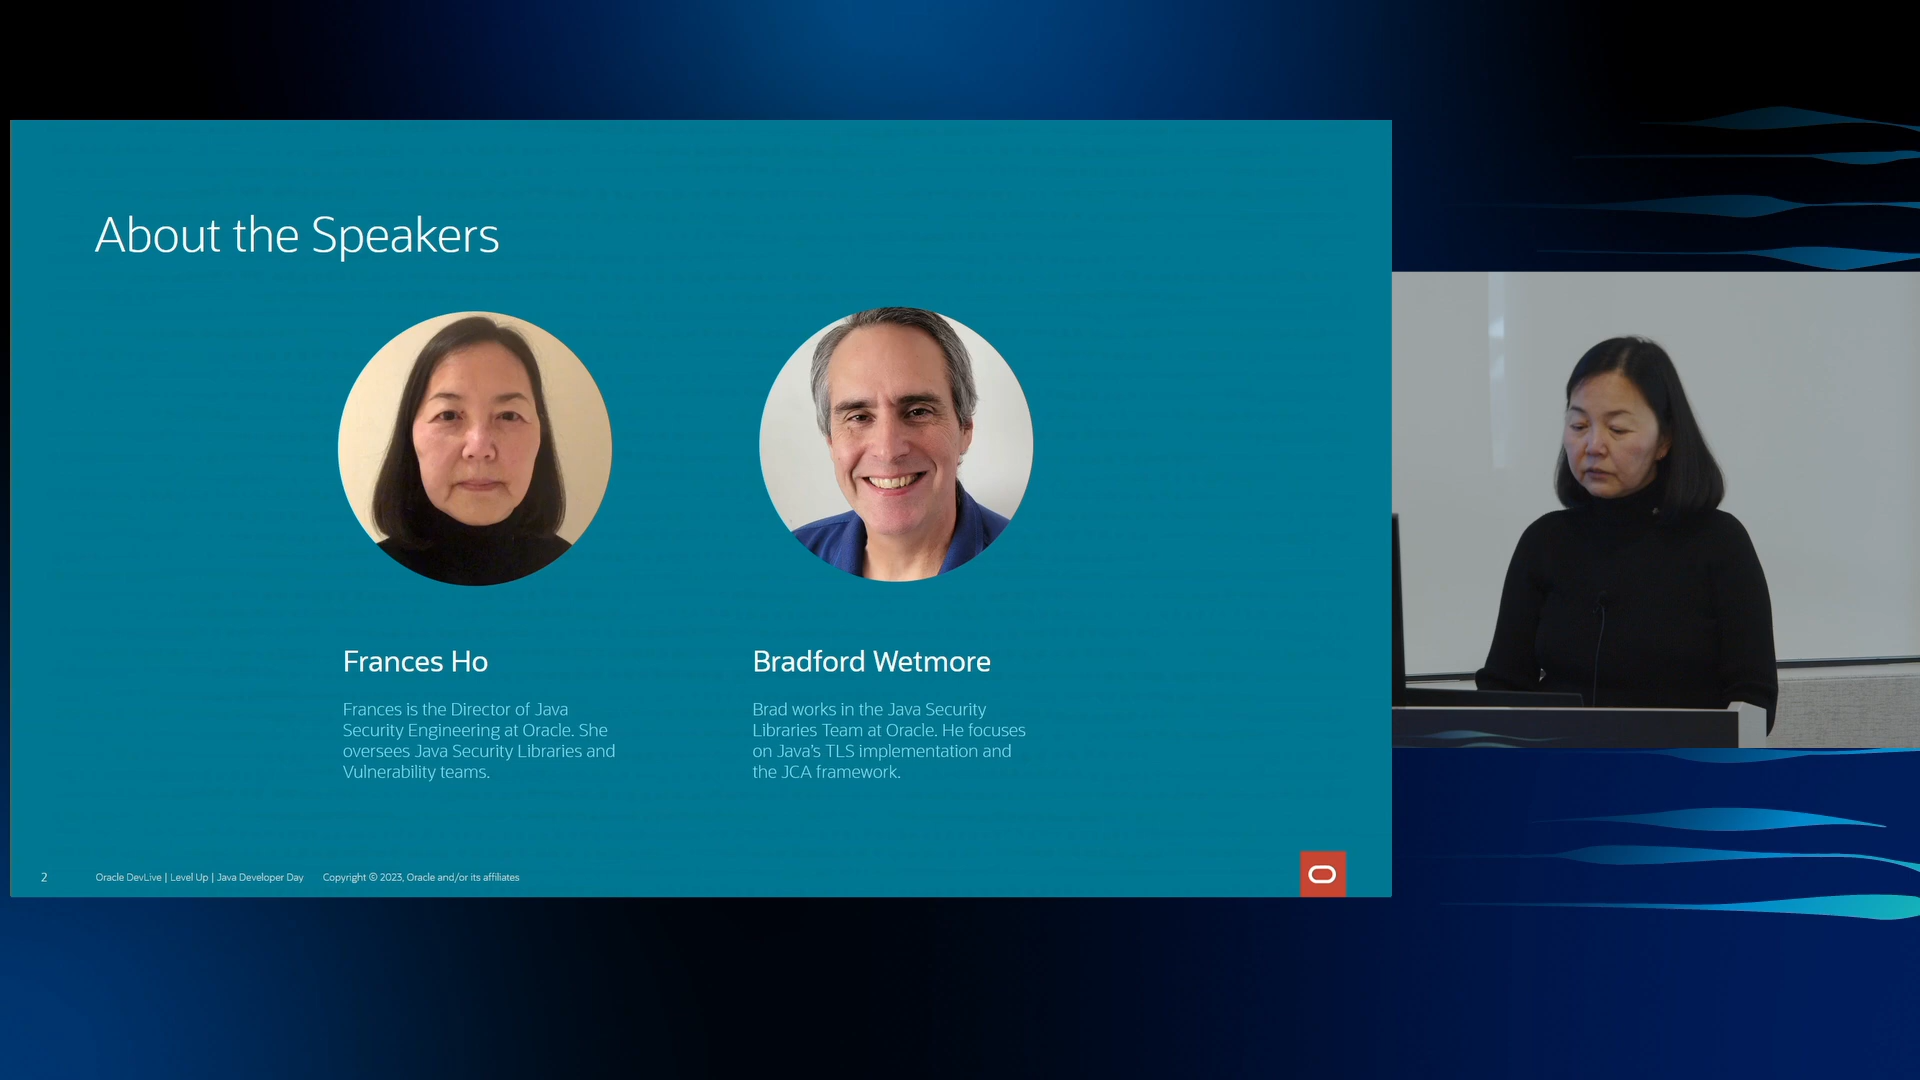 About the Speakers
Frances Ho
Frances is the Director of Java
Security Engineering at Oracle. She
oversees Java Security Libraries and
Vulnerability teams.
Bradford Wetmore
Brad works in the Java Security
Libraries Team at Oracle. He focuses
on Java's TLS implementation and
the JCA framework.
2 Oracle DevLive | Level Up | Java Developer Day Copyright © 2023, Oracle and/or its affiliates